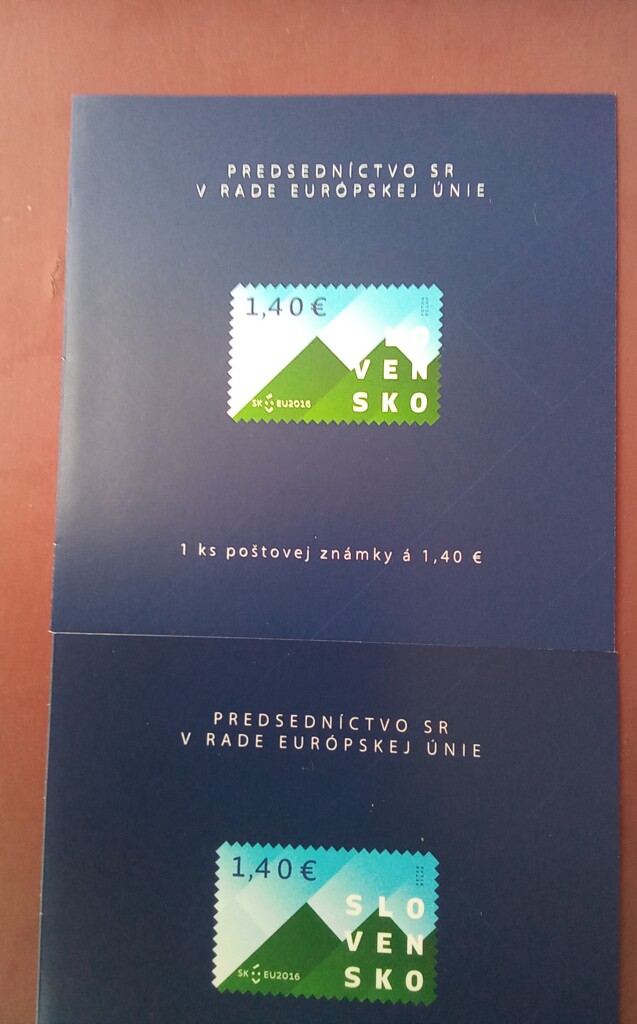 PREDSEDNÍCTVO SR
V RADE EURÓPSKEJ ÚNIE
1,40 €
SLO
VEN
SKO
SK EU2016
1 ks poštovej známky á 1,40 €
PREDSEDNÍCTVO SR
V RADE EURÓPSKEJ ÚNIE
1,40 €
SLO
VEN
SKO
SK EU2016